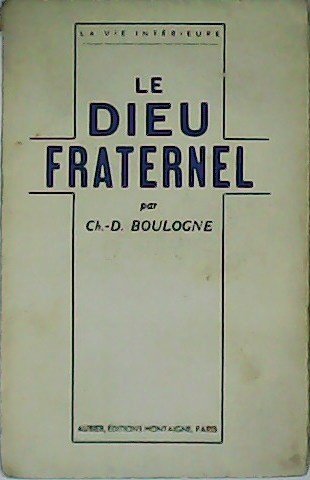 LA VIE INTÉRIEURE
LE
DIEU
FRATERNEL
par
Ch.-D. BOULOGNE
AUBIER, ÉDITIONS MONTAIGNE, PARIS